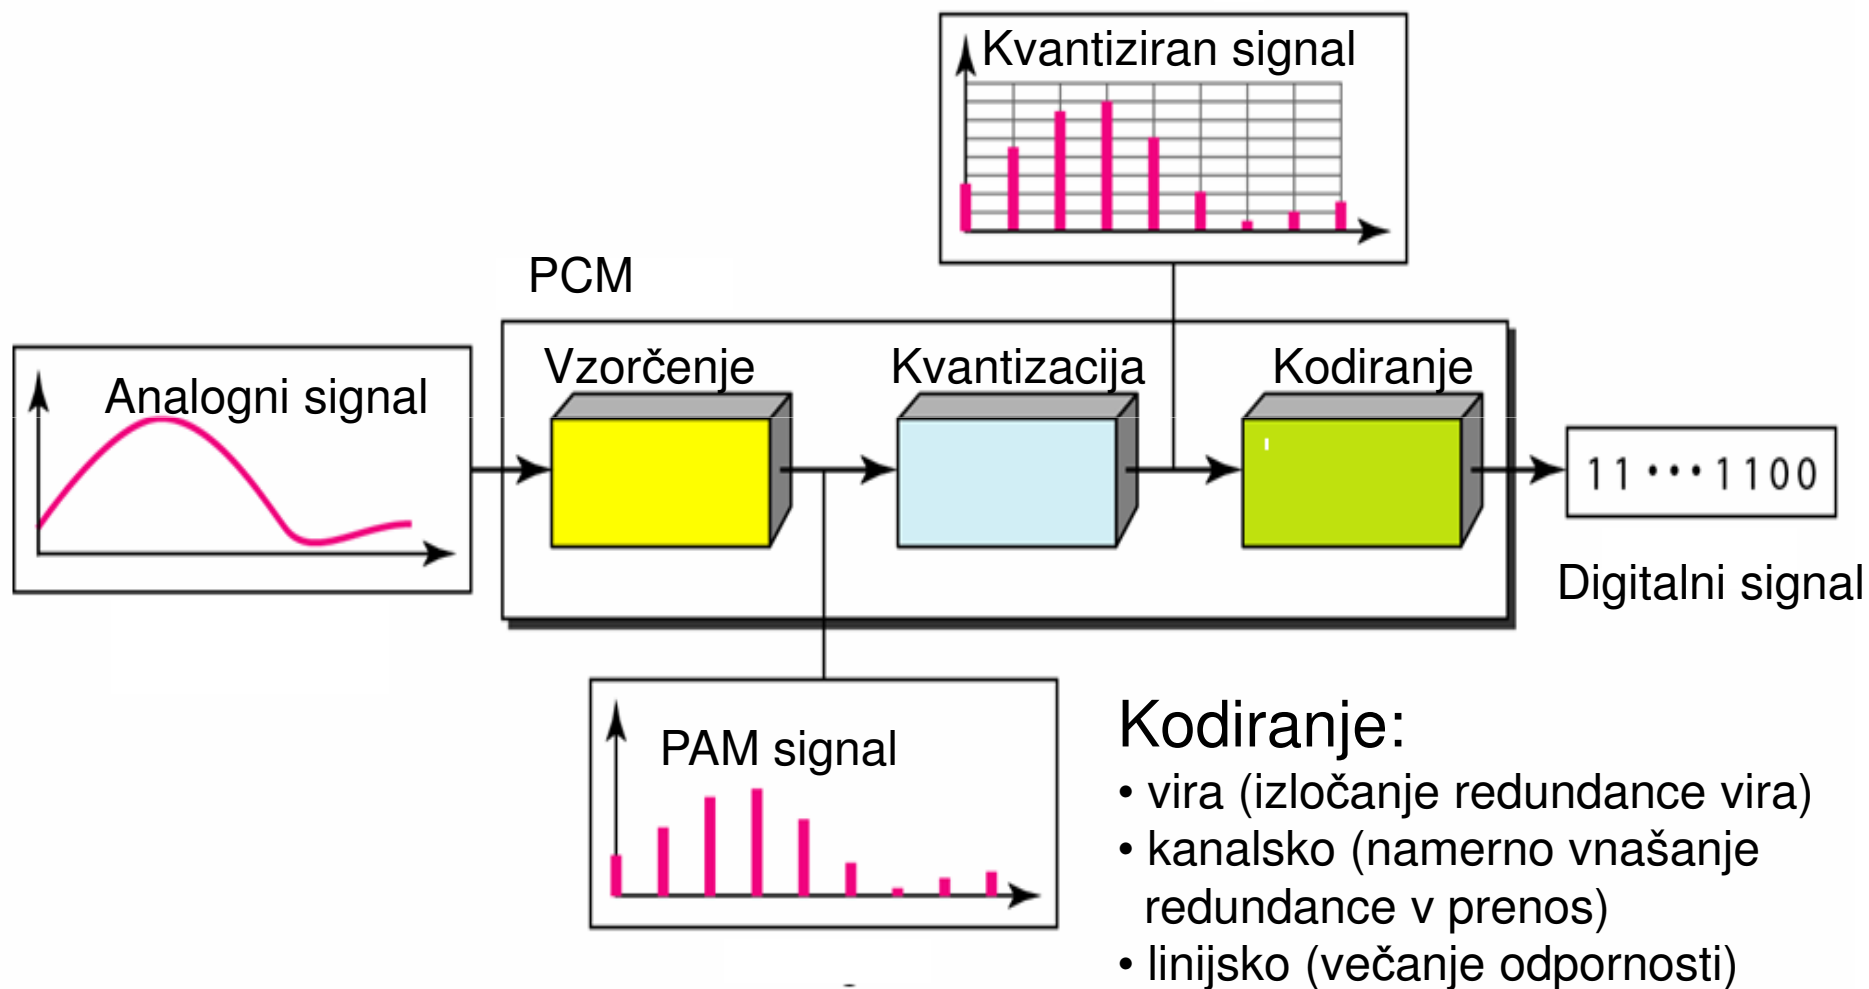 Kvantiziran signal
PCM
Vzorčenje
Kvantizacija
Kodiranje
Analogni signal
11•••1100
Digitalni signal
PAM signal
Kodiranje:
• vira (izločanje redundance vira)
• kanalsko (namerno vnašanje
redundance v prenos)
• linijsko (večanje odpornosti)